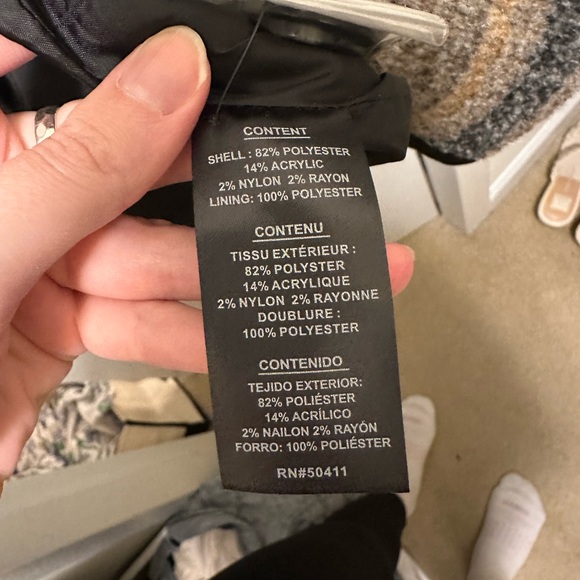 CONTENT
SHELL : 82% POLYESTER
14% ACRYLIC
2% NYLON 2% RAYON
LINING: 100% POLYESTER
CONTENU
TISSU EXTÉRIEUR :
82% POLYSTER
14% ACRYLIQUE
2% NYLON 2% RAYONNE
DOUBLURE :
100% POLYESTER
CONTENIDO
TEJIDO EXTERIOR:
82% POLIÉSTER
14% ACRÍLICO
2% NAILON 2% RAYÓN
FORRO: 100% POLIÉSTER
RN#50411